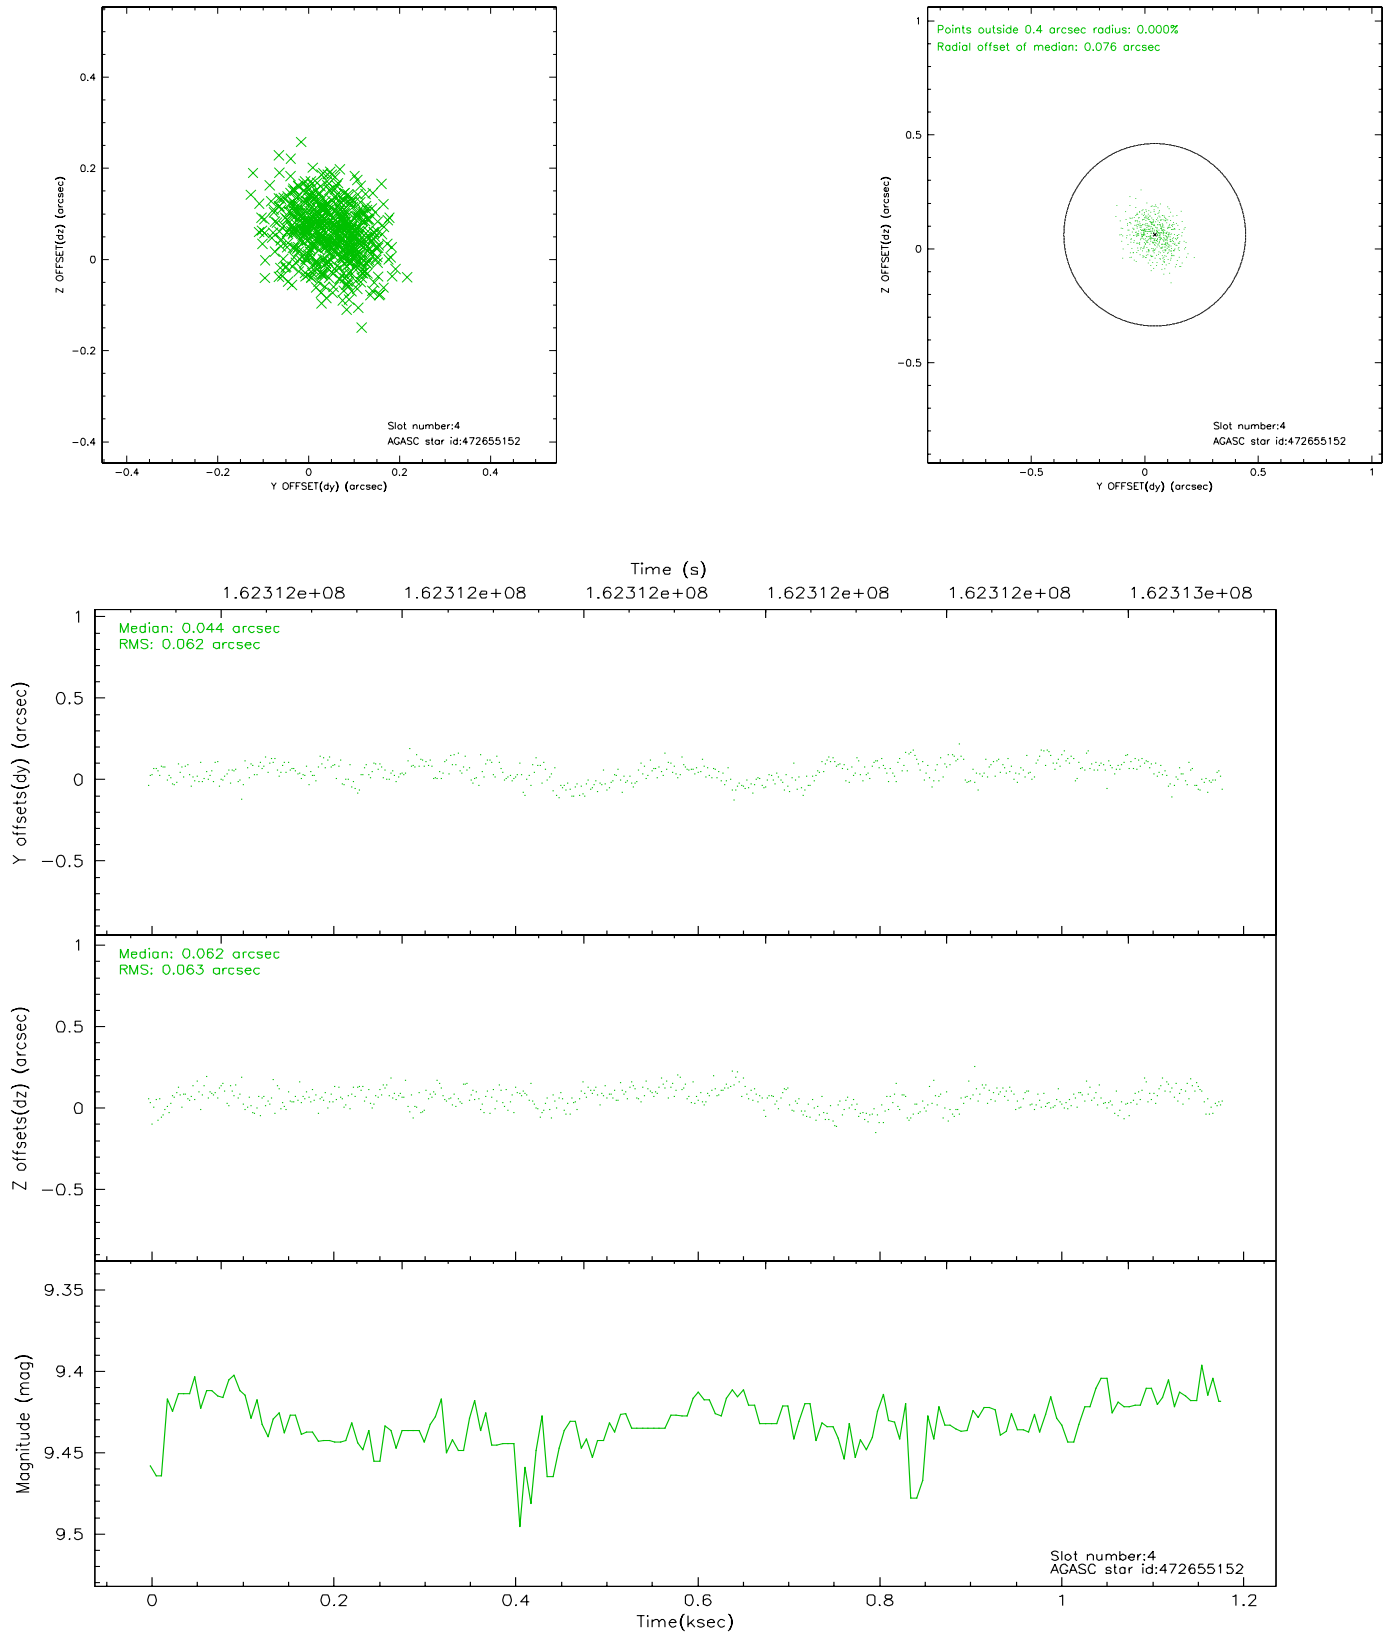 0.4
0.2
0
−0.2
−0.4
Z OFFSET(dz) (arcsec)
Slot number:4
AGASC star id:472655152
−0.4 −0.2 0 0.2 0.4
Y OFFSET(dy) (arcsec)
Points outside 0.4 arcsec radius: 0.000%
Radial offset of median: 0.076 arcsec
1
0.5
0
−0.5
Z OFFSET(dz) (arcsec)
Slot number:4
AGASC star id:472655152
−0.5 0 0.5 1
Y OFFSET(dy) (arcsec)
Time (s)
1.62312e+08 1.62312e+08 1.62312e+08 1.62312e+08 1.62312e+08 1.62313e+08
Median: 0.044 arcsec
RMS: 0.062 arcsec
1
0.5
0
−0.5
Y offsets(dy) (arcsec)
Median: 0.062 arcsec
RMS: 0.063 arcsec
1
0.5
0
−0.5
Z offsets(dz) (arcsec)
9.35
9.4
9.45
9.5
Magnitude (mag)
Slot number:4
AGASC star id:472655152
0 0.2 0.4 0.6 0.8 1 1.2
Time(ksec)